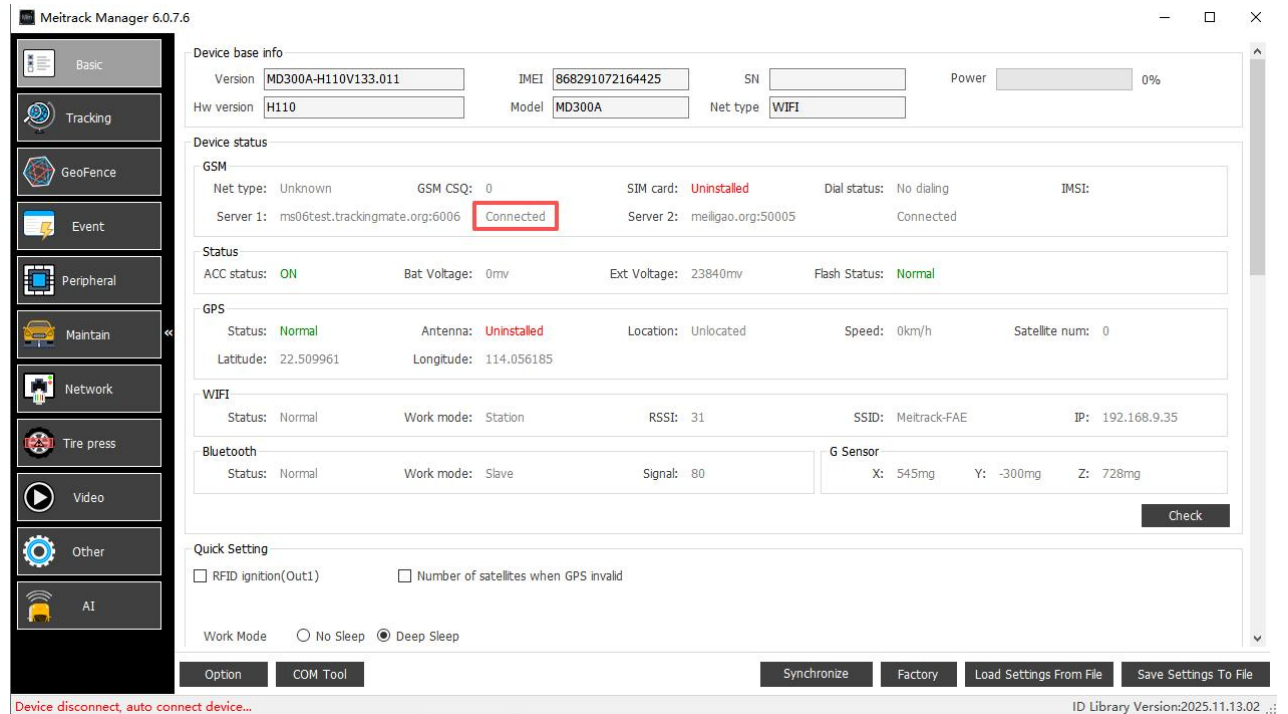 Meitrack Manager 6.0.7.6
Basic
Tracking
GeoFence
Event
Peripheral
Maintain
Network
Tire press
Video
Other
AI
«
Device base info
Version MD300A-H110V133.011 IMEI 868291072164425 SN Power 0%
Hw version H110 Model MD300A Net type WIFI
Device status
GSM
Net type: Unknown GSM CSQ: 0 SIM card: Uninstalled Dial status: No dialing IMSI:
Server 1: ms06test.trackingmate.org:6006 Connected Server 2: meiligao.org:50005 Connected
Status
ACC status: ON Bat Voltage: 0mv Ext Voltage: 23840mv Flash Status: Normal
GPS
Status: Normal Antenna: Uninstalled Location: Unlocated Speed: 0km/h Satellite num: 0
Latitude: 22.509961 Longitude: 114.056185
WIFI
Status: Normal Work mode: Station RSSI: 31 SSID: Meitrack-FAE IP: 192.168.9.35
Bluetooth
Status: Normal Work mode: Slave Signal: 80
G Sensor
X: 545mg Y: -300mg Z: 728mg
Check
Quick Setting
RFID ignition(Out1) Number of satellites when GPS invalid
Work Mode No Sleep Deep Sleep
Option COM Tool Synchronize Factory Load Settings From File Save Settings To File
Device disconnect, auto connect device... ID Library Version:2025.11.13.02